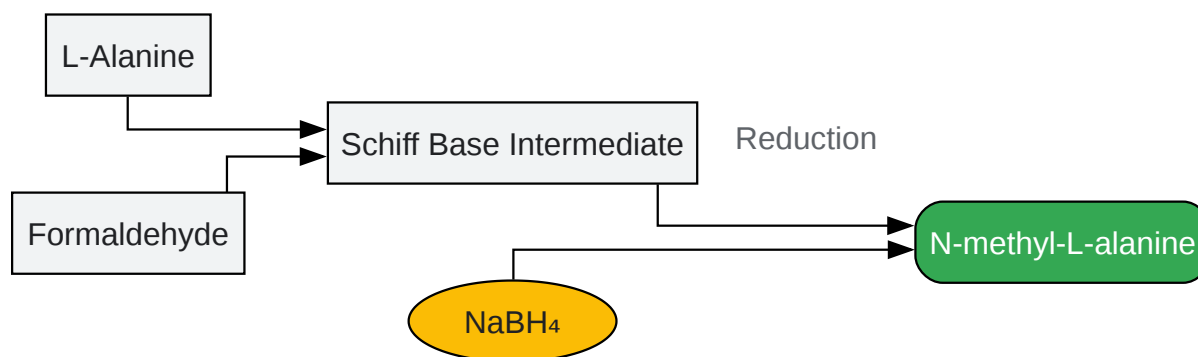 L-Alanine
Schiff Base Intermediate
Reduction
Formaldehyde
N-methyl-L-alanine
NaBH₄